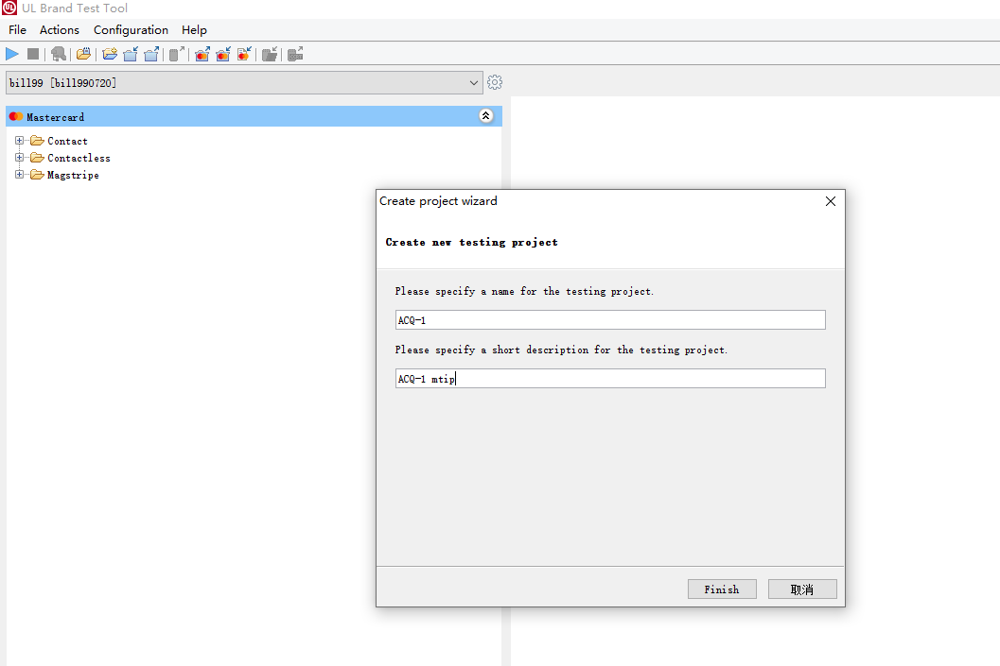 UL Brand Test Tool
File Actions Configuration Help
bill99 [bill990720]
Mastercard
Contact
Contactless
Magstripe
Create project wizard
Create new testing project
Please specify a name for the testing project.
ACQ-1
Please specify a short description for the testing project.
ACQ-1 mtip
Finish 取消